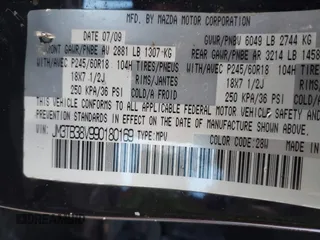 MFD. BY MAZDA MOTOR CORPORATION
DATE 07/09
GVWR/PNBV 6049 LB 2744 KG
FRONT GAWR/PNBE AV 2881 LB 1307 KG
REAR GAWR/PNBE AR 3214 LB 1458
WITH/AVEC P245/60R18 104H TIRES/PNEUS
WITH/AVEC P245/60R18 104H
18X7 1/2J RIMS/JANTES
18X7 1/2J RIMS
250 KPA/36 PSI COLD/A FROID
250 KPA/36 PSI COLD
THIS VEHICLE CONFORMS TO ALL APPLICABLE FEDERAL MOTOR VEHICLE SAFETY
STANDARDS IN EFFECT ON THE DATE OF MANUFACTURE SHOWN ABOVE.
JM3TB38V990180169 TYPE:MPV
COLOR CODE:28W